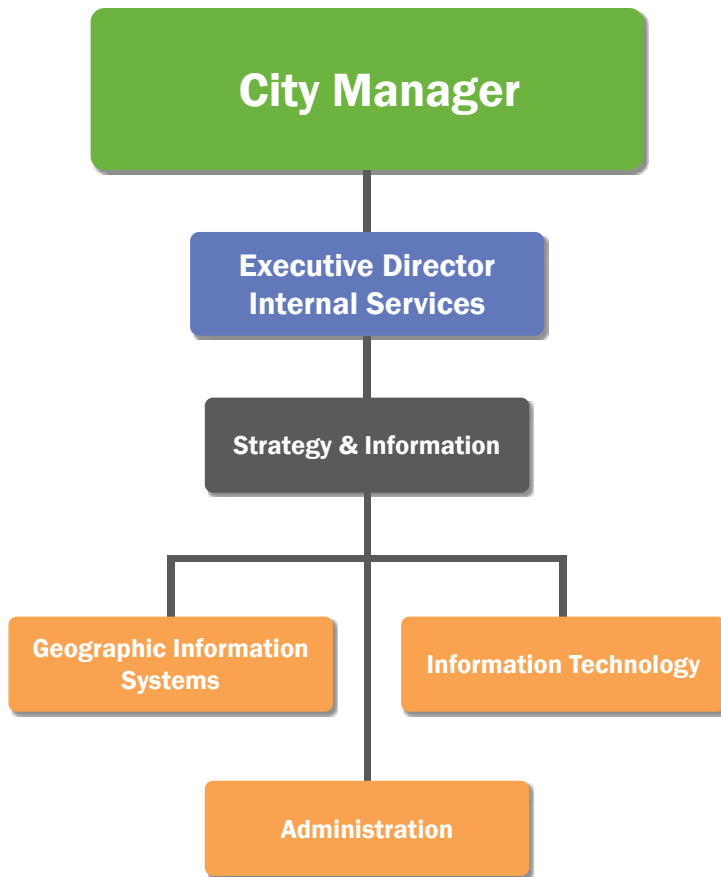 City Manager
Executive Director
Internal Services
Strategy & Information
Geographic Information
Systems
Information Technology
Administration